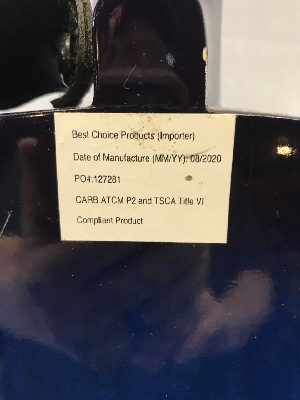 Best Choice Products (Importer)
Date of Manufacture (MM/YY): 08/2020
PO#:127281
CARB ATCM P2 and TSCA Title VI
Compliant Product